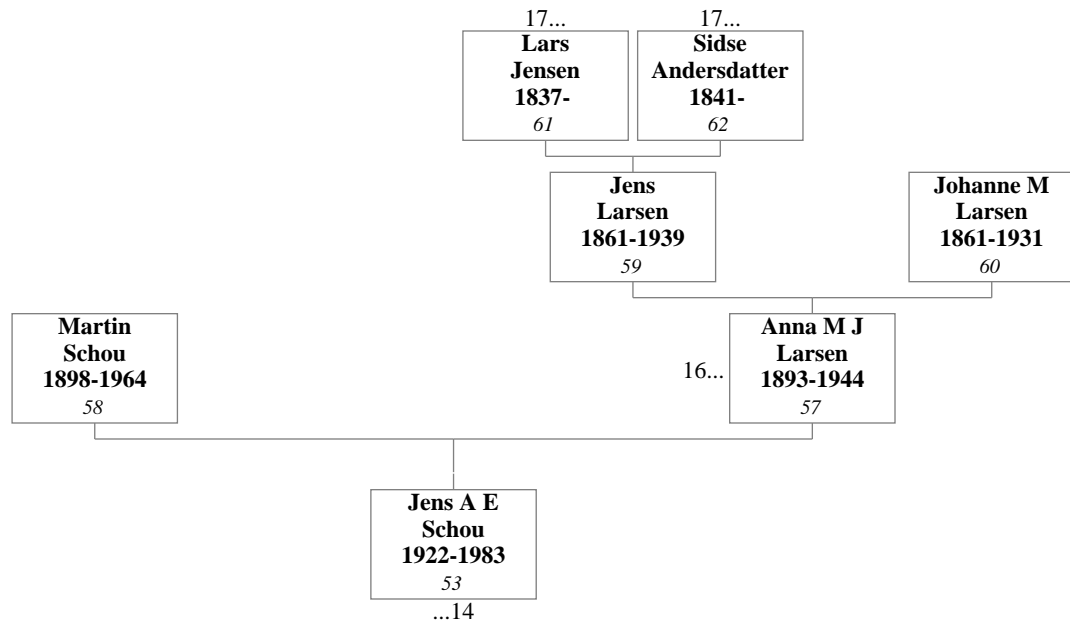 17...
Lars
Jensen
1837-
61
17...
Sidse
Andersdatter
1841-
62
Jens
Larsen
1861-1939
59
Johanne M
Larsen
1861-1931
60
Martin
Schou
1898-1964
58
16...
Anna M J
Larsen
1893-1944
57
Jens A E
Schou
1922-1983
53
...14